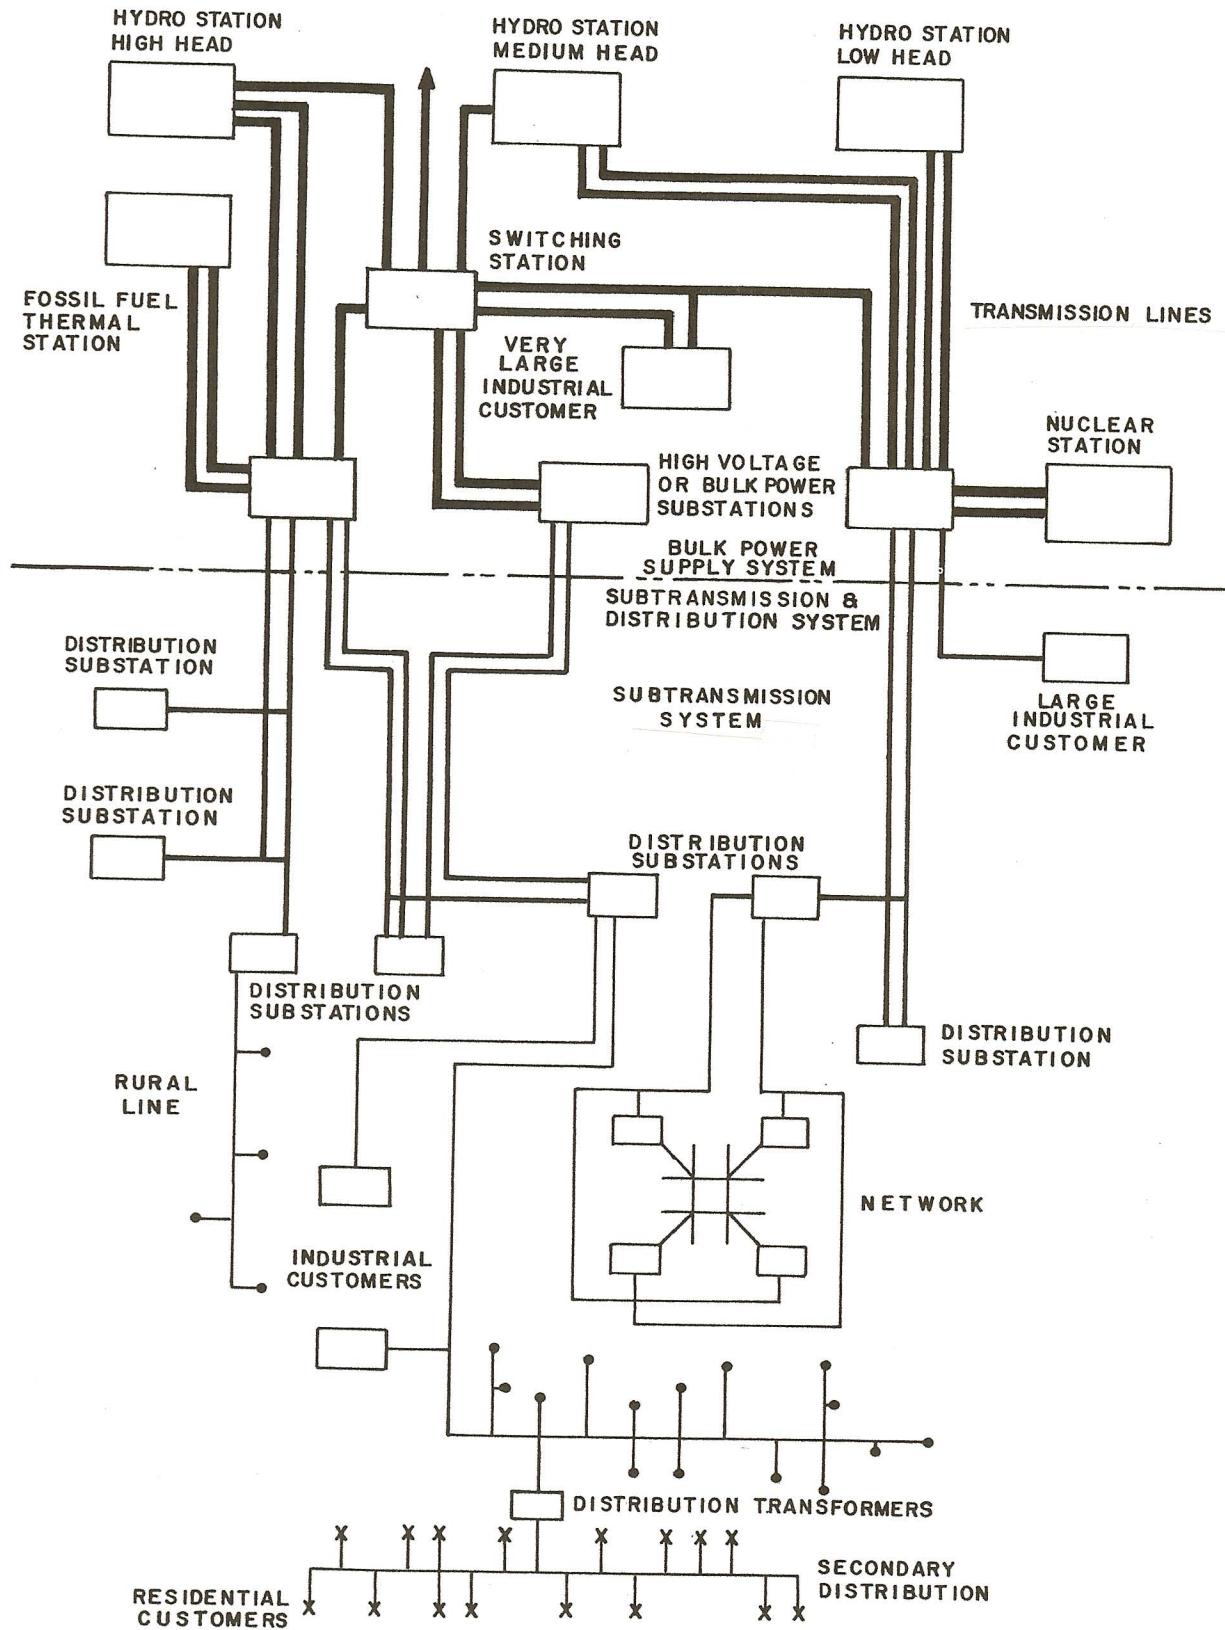 HYDRO STATION
HIGH HEAD
HYDRO STATION
MEDIUM HEAD
HYDRO STATION
LOW HEAD
SWITCHING
STATION
FOSSIL FUEL
THERMAL
STATION
TRANSMISSION LINES
VERY
LARGE
INDUSTRIAL
CUSTOMER
NUCLEAR
STATION
HIGH VOLTAGE
OR BULK POWER
SUBSTATIONS
BULK POWER
SUPPLY SYSTEM
SUBTRANSMISSION &
DISTRIBUTION SYSTEM
DISTRIBUTION
SUBSTATION
SUBTRANSMISSION
SYSTEM
LARGE
INDUSTRIAL
CUSTOMER
DISTRIBUTION
SUBSTATION
DISTRIBUTION
SUBSTATIONS
DISTRIBUTION
SUBSTATIONS
DISTRIBUTION
SUBSTATION
RURAL
LINE
NETWORK
INDUSTRIAL
CUSTOMERS
DISTRIBUTION TRANSFORMERS
SECONDARY
DISTRIBUTION
RESIDENTIAL
CUSTOMERS